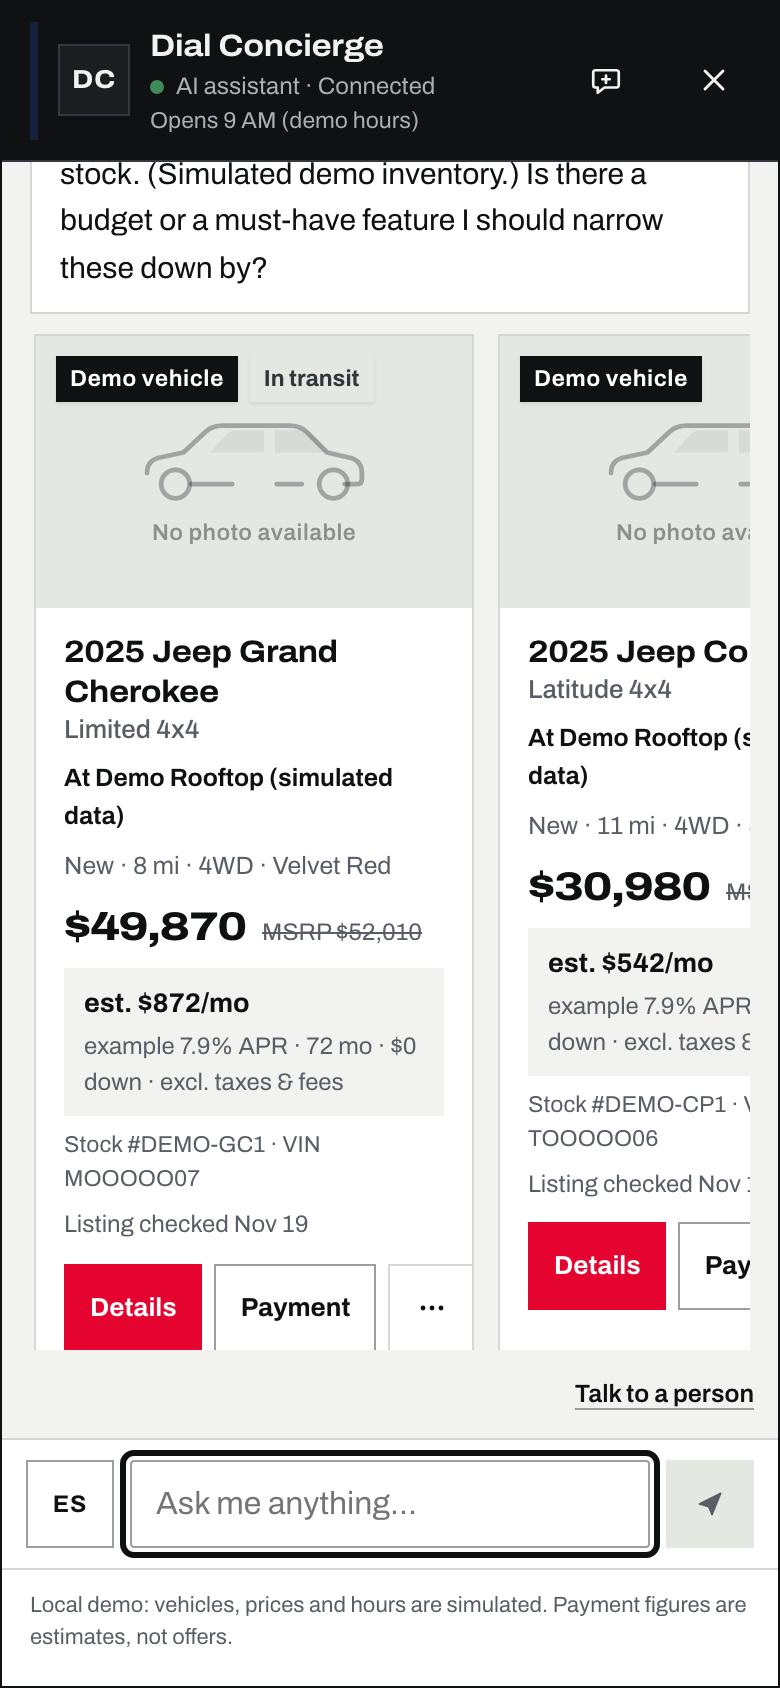 DC
Dial Concierge
AI assistant · Connected
Opens 9 AM (demo hours)
stock. (Simulated demo inventory.) Is there a
budget or a must-have feature I should narrow
these down by?
Demo vehicle
In transit
No photo available
2025 Jeep Grand
Cherokee
Limited 4x4
At Demo Rooftop (simulated
data)
New · 8 mi · 4WD · Velvet Red
$49,870 MSRP $52,010
est. $872/mo
example 7.9% APR · 72 mo · $0
down · excl. taxes & fees
Stock #DEMO-GC1 · VIN
MOOOOO07
Listing checked Nov 19
Details
Payment
...
Demo vehicle
No photo
2025 Jeep
Latitude 4x4
At Demo Rooftop
data)
New · 11 mi · 4WD ·
$30,980
est. $542/mo
example 7.9% APR
down · excl. taxes
Stock #DEMO-CP1 ·
TOOOOO06
Listing checked Nov
Details
Talk to a person
ES
Ask me anything...
Local demo: vehicles, prices and hours are simulated. Payment figures are
estimates, not offers.